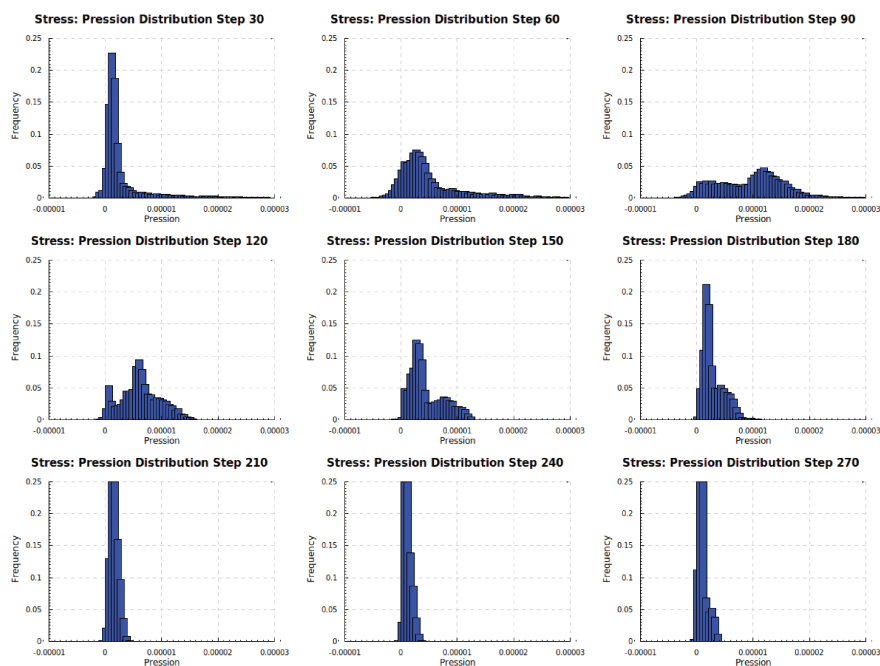 Stress: Pression Distribution Step 30
Stress: Pression Distribution Step 60
Stress: Pression Distribution Step 90
0.25 0.25 0.25
0.2 0.2 0.2
0.15 0.15 0.15
Frequency Frequency Frequency
0.1 0.1 0.1
0.05 0.05 0.05
0 0 0
-0.00001 0 0.00001 0.00002 0.00003 -0.00001 0 0.00001 0.00002 0.00003 -0.00001 0 0.00001 0.00002 0.00003
Pression Pression Pression
Stress: Pression Distribution Step 120
Stress: Pression Distribution Step 150
Stress: Pression Distribution Step 180
0.25 0.25 0.25
0.2 0.2 0.2
0.15 0.15 0.15
Frequency Frequency Frequency
0.1 0.1 0.1
0.05 0.05 0.05
0 0 0
-0.00001 0 0.00001 0.00002 0.00003 -0.00001 0 0.00001 0.00002 0.00003 -0.00001 0 0.00001 0.00002 0.00003
Pression Pression Pression
Stress: Pression Distribution Step 210
Stress: Pression Distribution Step 240
Stress: Pression Distribution Step 270
0.25 0.25 0.25
0.2 0.2 0.2
0.15 0.15 0.15
Frequency Frequency Frequency
0.1 0.1 0.1
0.05 0.05 0.05
0 0 0
-0.00001 0 0.00001 0.00002 0.00003 -0.00001 0 0.00001 0.00002 0.00003 -0.00001 0 0.00001 0.00002 0.00003
Pression Pression Pression